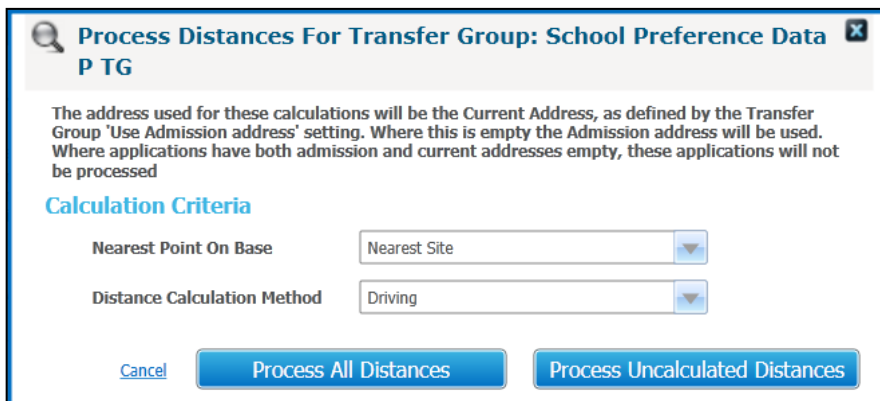 Process Distances For Transfer Group: School Preference Data
P TG
The address used for these calculations will be the Current Address, as defined by the Transfer
Group 'Use Admission address' setting. Where this is empty the Admission address will be used.
Where applications have both admission and current addresses empty, these applications will not
be processed
Calculation Criteria
Nearest Point On Base Nearest Site
Distance Calculation Method Driving
Cancel Process All Distances Process Uncalculated Distances